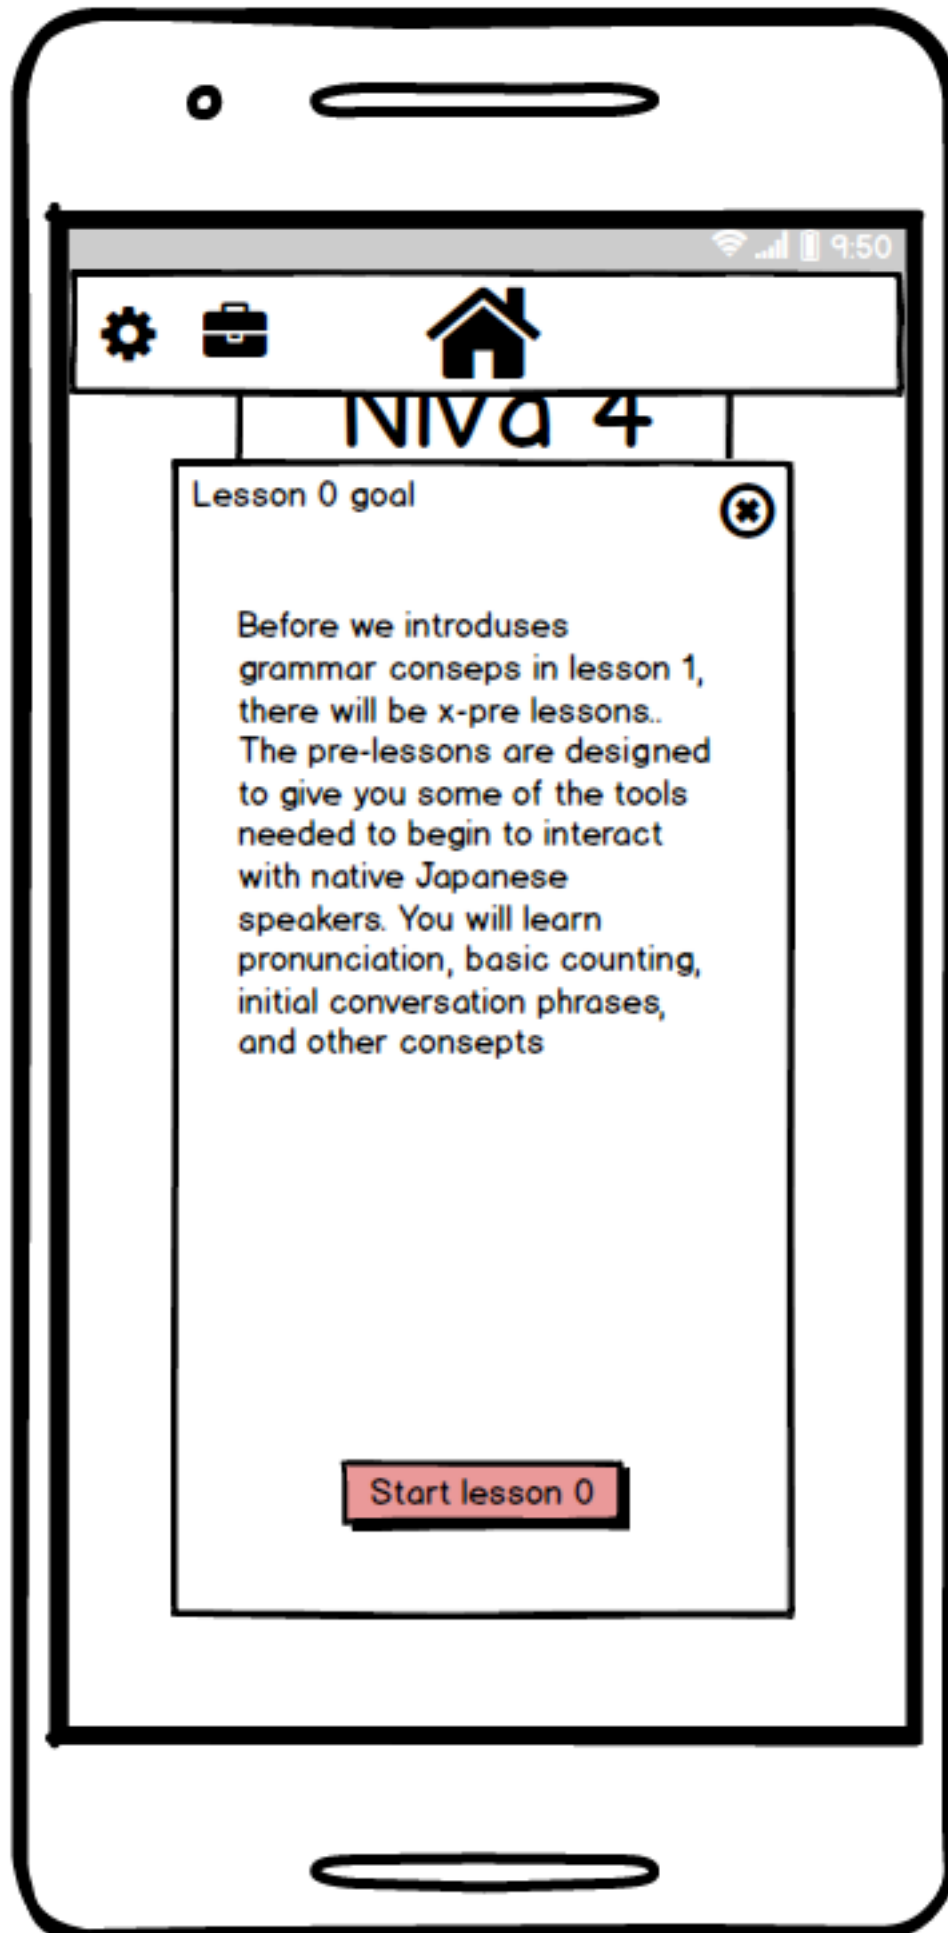 9:50
Nivå 4
Lesson 0 goal
Before we introduses
grammar conseps in lesson 1,
there will be x-pre lessons..
The pre-lessons are designed
to give you some of the tools
needed to begin to interact
with native Japanese
speakers. You will learn
pronunciation, basic counting,
initial conversation phrases,
and other consepts
Start lesson 0